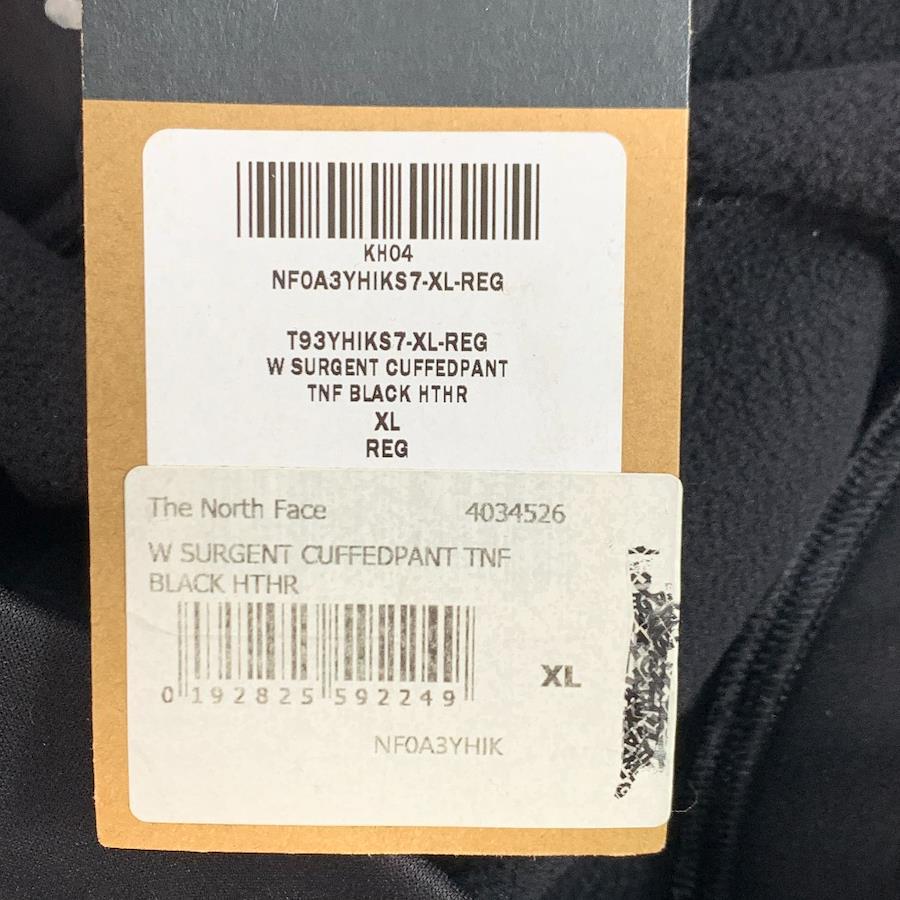 KH04
NF0A3YHIKS7-XL-REG
T93YHIKS7-XL-REG
W SURGENT CUFFEDPANT
TNF BLACK HTHR
XL
REG
The North Face 4034526
W SURGENT CUFFEDPANT TNF
BLACK HTHR
0 192825 592249
XL
NF0A3YHIK